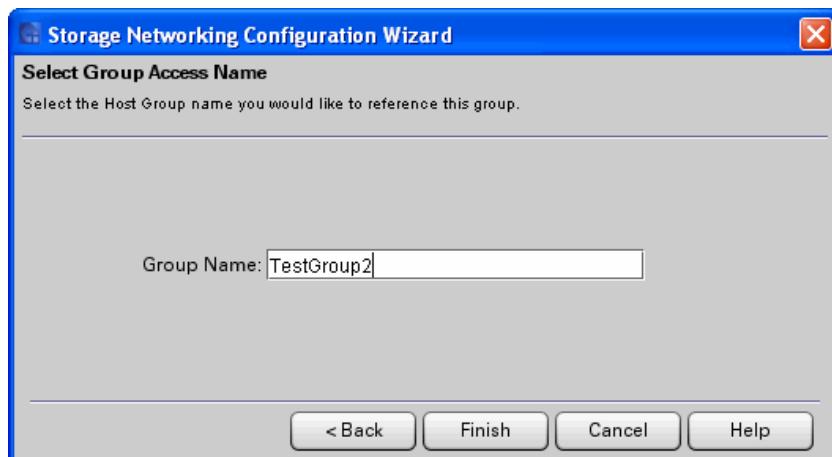 Storage Networking Configuration Wizard
Select Group Access Name
Select the Host Group name you would like to reference this group.
Group Name: TestGroup2
< Back Finish Cancel Help